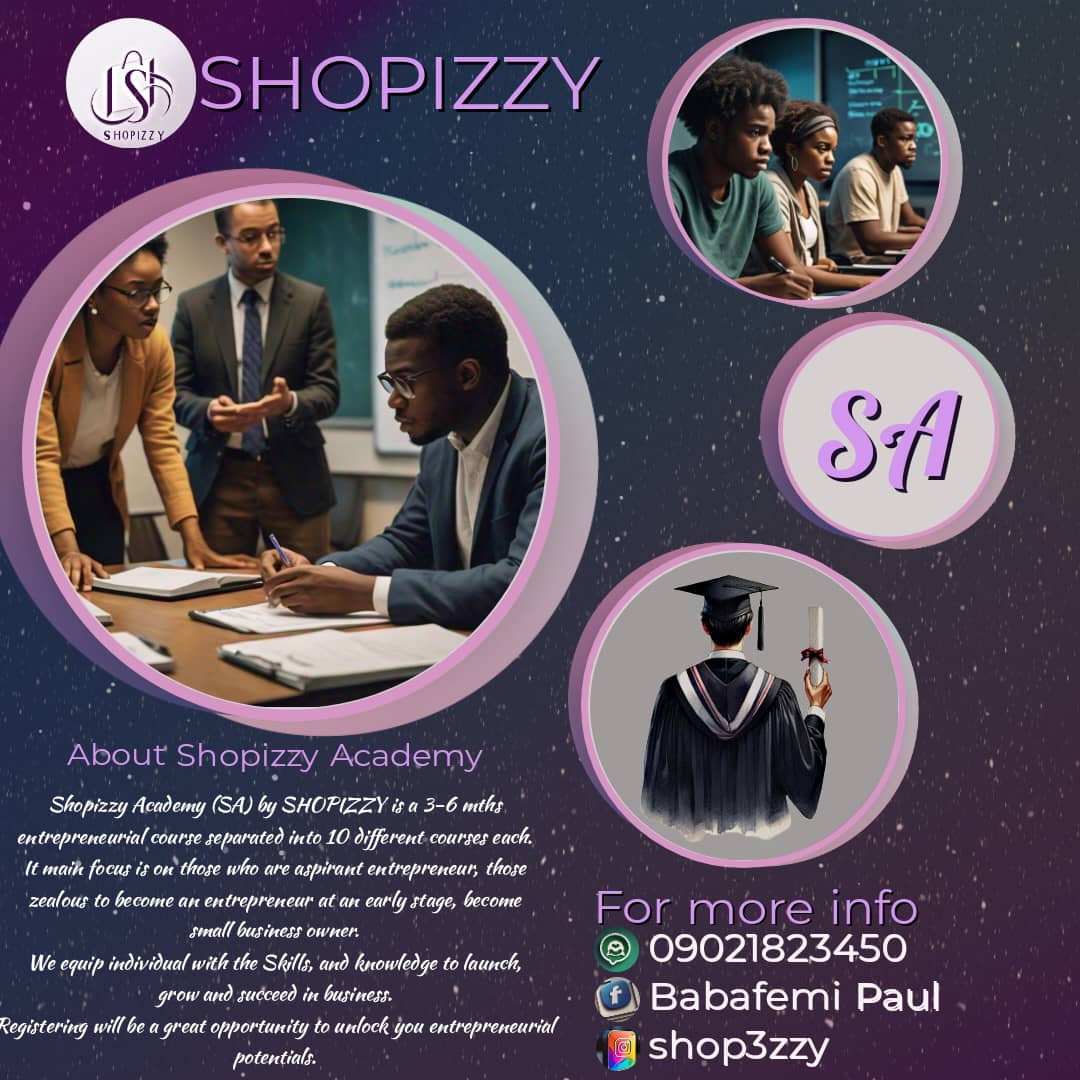 SHOPIZZY
SHOPIZZY
SA
About Shopizzy Academy
Shopizzy Academy (SA) by SHOPIZZY is a 3-6 mths
entrepreneurial course separated into 10 different courses each.
It main focus is on those who are aspirant entrepreneur, those
zealous to become an entrepreneur at an early stage, become
small business owner.
We equip individual with the Skills, and knowledge to launch,
grow and succeed in business.
Registering will be a great opportunity to unlock you entrepreneurial
potentials.
For more info
09021823450
Babafemi Paul
shop3zzy